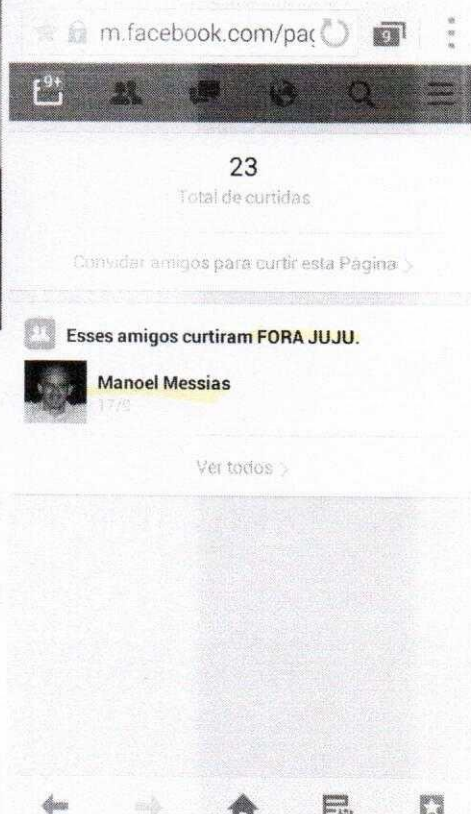 m.facebook.com/pa
9
9+
23
Total de curtidas
Convidar amigos para curtir esta Página >
Esses amigos curtiram FORA JUJU.
Manoel Messias
17/9
Ver todos >